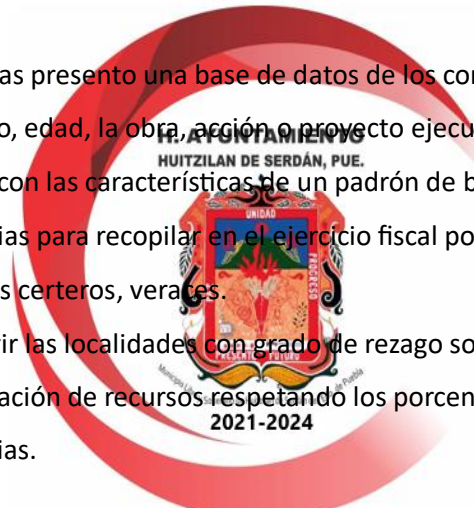 as presento una base de datos de los con
o, edad, la obra, acción o proyecto ejecu
H. AYUNTAMIENTO
HUITZILAN DE SERDÁN, PUE.
con las características de un padrón de b
UNIDAD
ias para recopilar en el ejercicio fiscal po
PROGRESO
s certeros, veraces.
ir las localidades con grado de rezago so
PRESENTE FUTURO
ación de recursos respetando los porcen
2021-2024
ias.